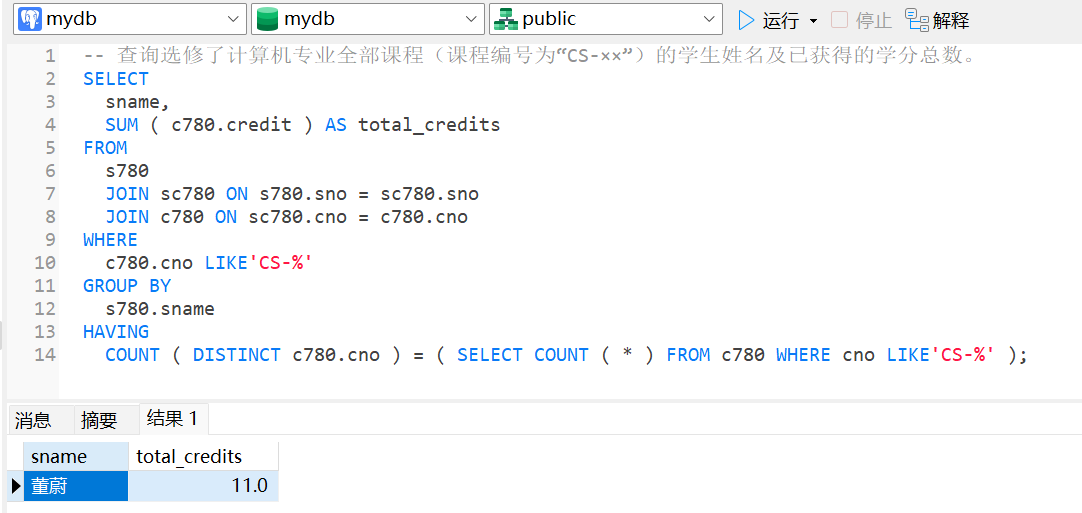 mydb mydb public 运行 停止 解释
1 -- 查询选修了计算机专业全部课程（课程编号为“CS-××”）的学生姓名及已获得的学分总数。
2 SELECT
3 sname,
4 SUM ( c780.credit ) AS total_credits
5 FROM
6 s780
7 JOIN sc780 ON s780.sno = sc780.sno
8 JOIN c780 ON sc780.cno = c780.cno
9 WHERE
10 c780.cno LIKE'CS-%'
11 GROUP BY
12 s780.sname
13 HAVING
14 COUNT ( DISTINCT c780.cno ) = ( SELECT COUNT ( * ) FROM c780 WHERE cno LIKE'CS-%' );
消息 摘要 结果 1
sname total_credits
董蔚 11.0